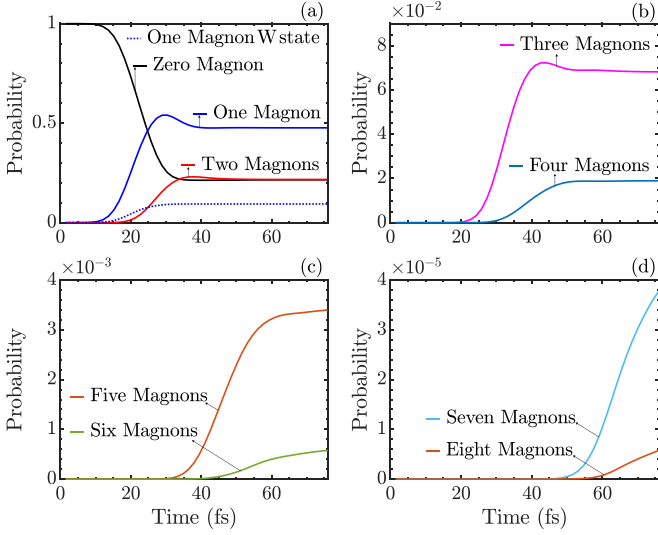 (a)
One Magnon W state
Zero Magnon
One Magnon
Two Magnons
Probability
1
0.5
0
0 20 40 60
×10⁻²
(b)
Three Magnons
Four Magnons
Probability
8
6
4
2
0
0 20 40 60
×10⁻³
(c)
Five Magnons
Six Magnons
Probability
4
3
2
1
0
0 20 40 60
Time (fs)
×10⁻⁵
(d)
Seven Magnons
Eight Magnons
Probability
4
3
2
1
0
0 20 40 60
Time (fs)